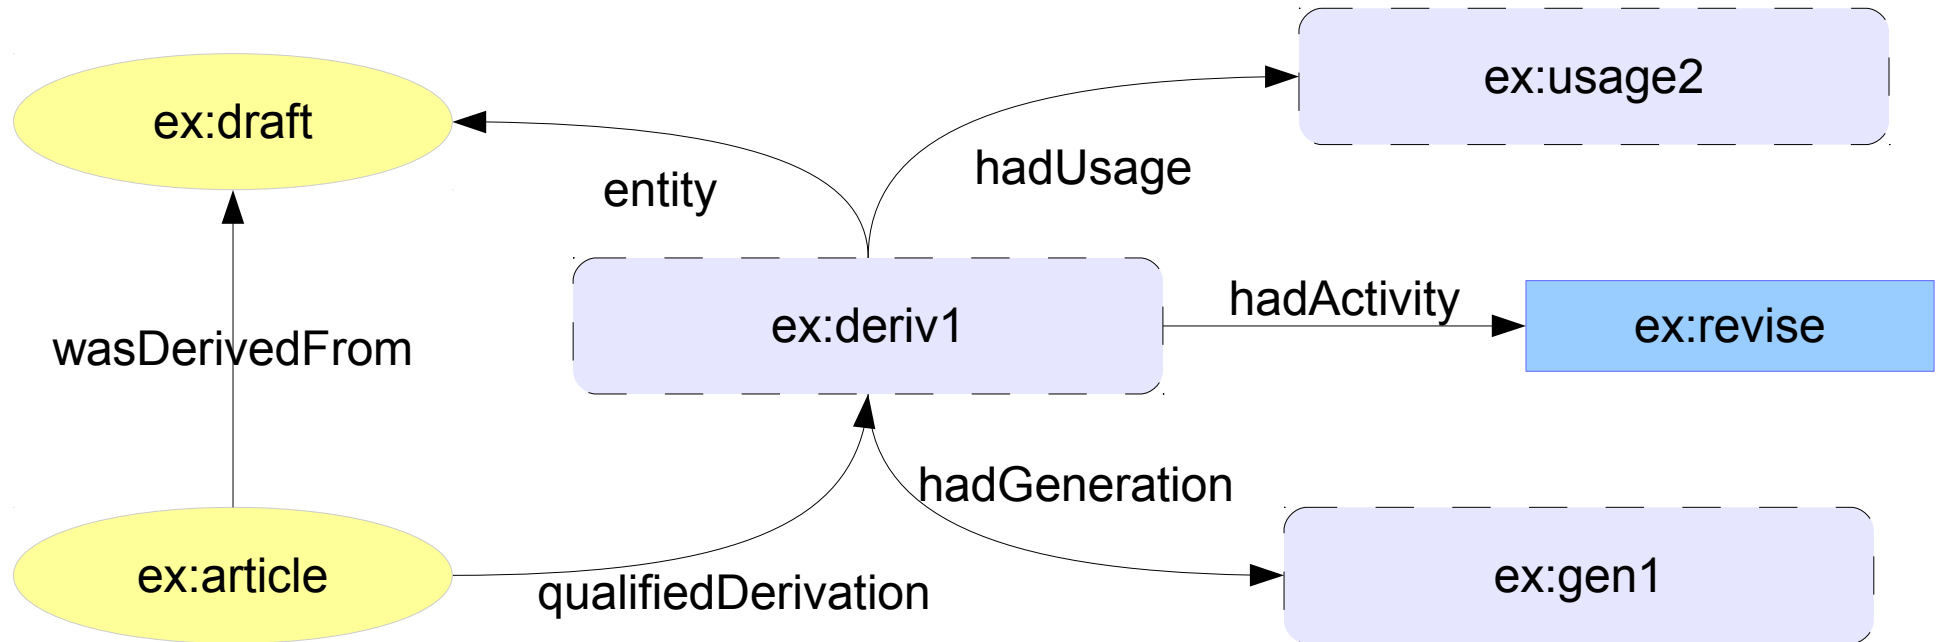 ex:usage2
ex:draft
hadUsage
entity
hadActivity
ex:deriv1
ex:revise
wasDerivedFrom
hadGeneration
ex:article
qualifiedDerivation
ex:gen1